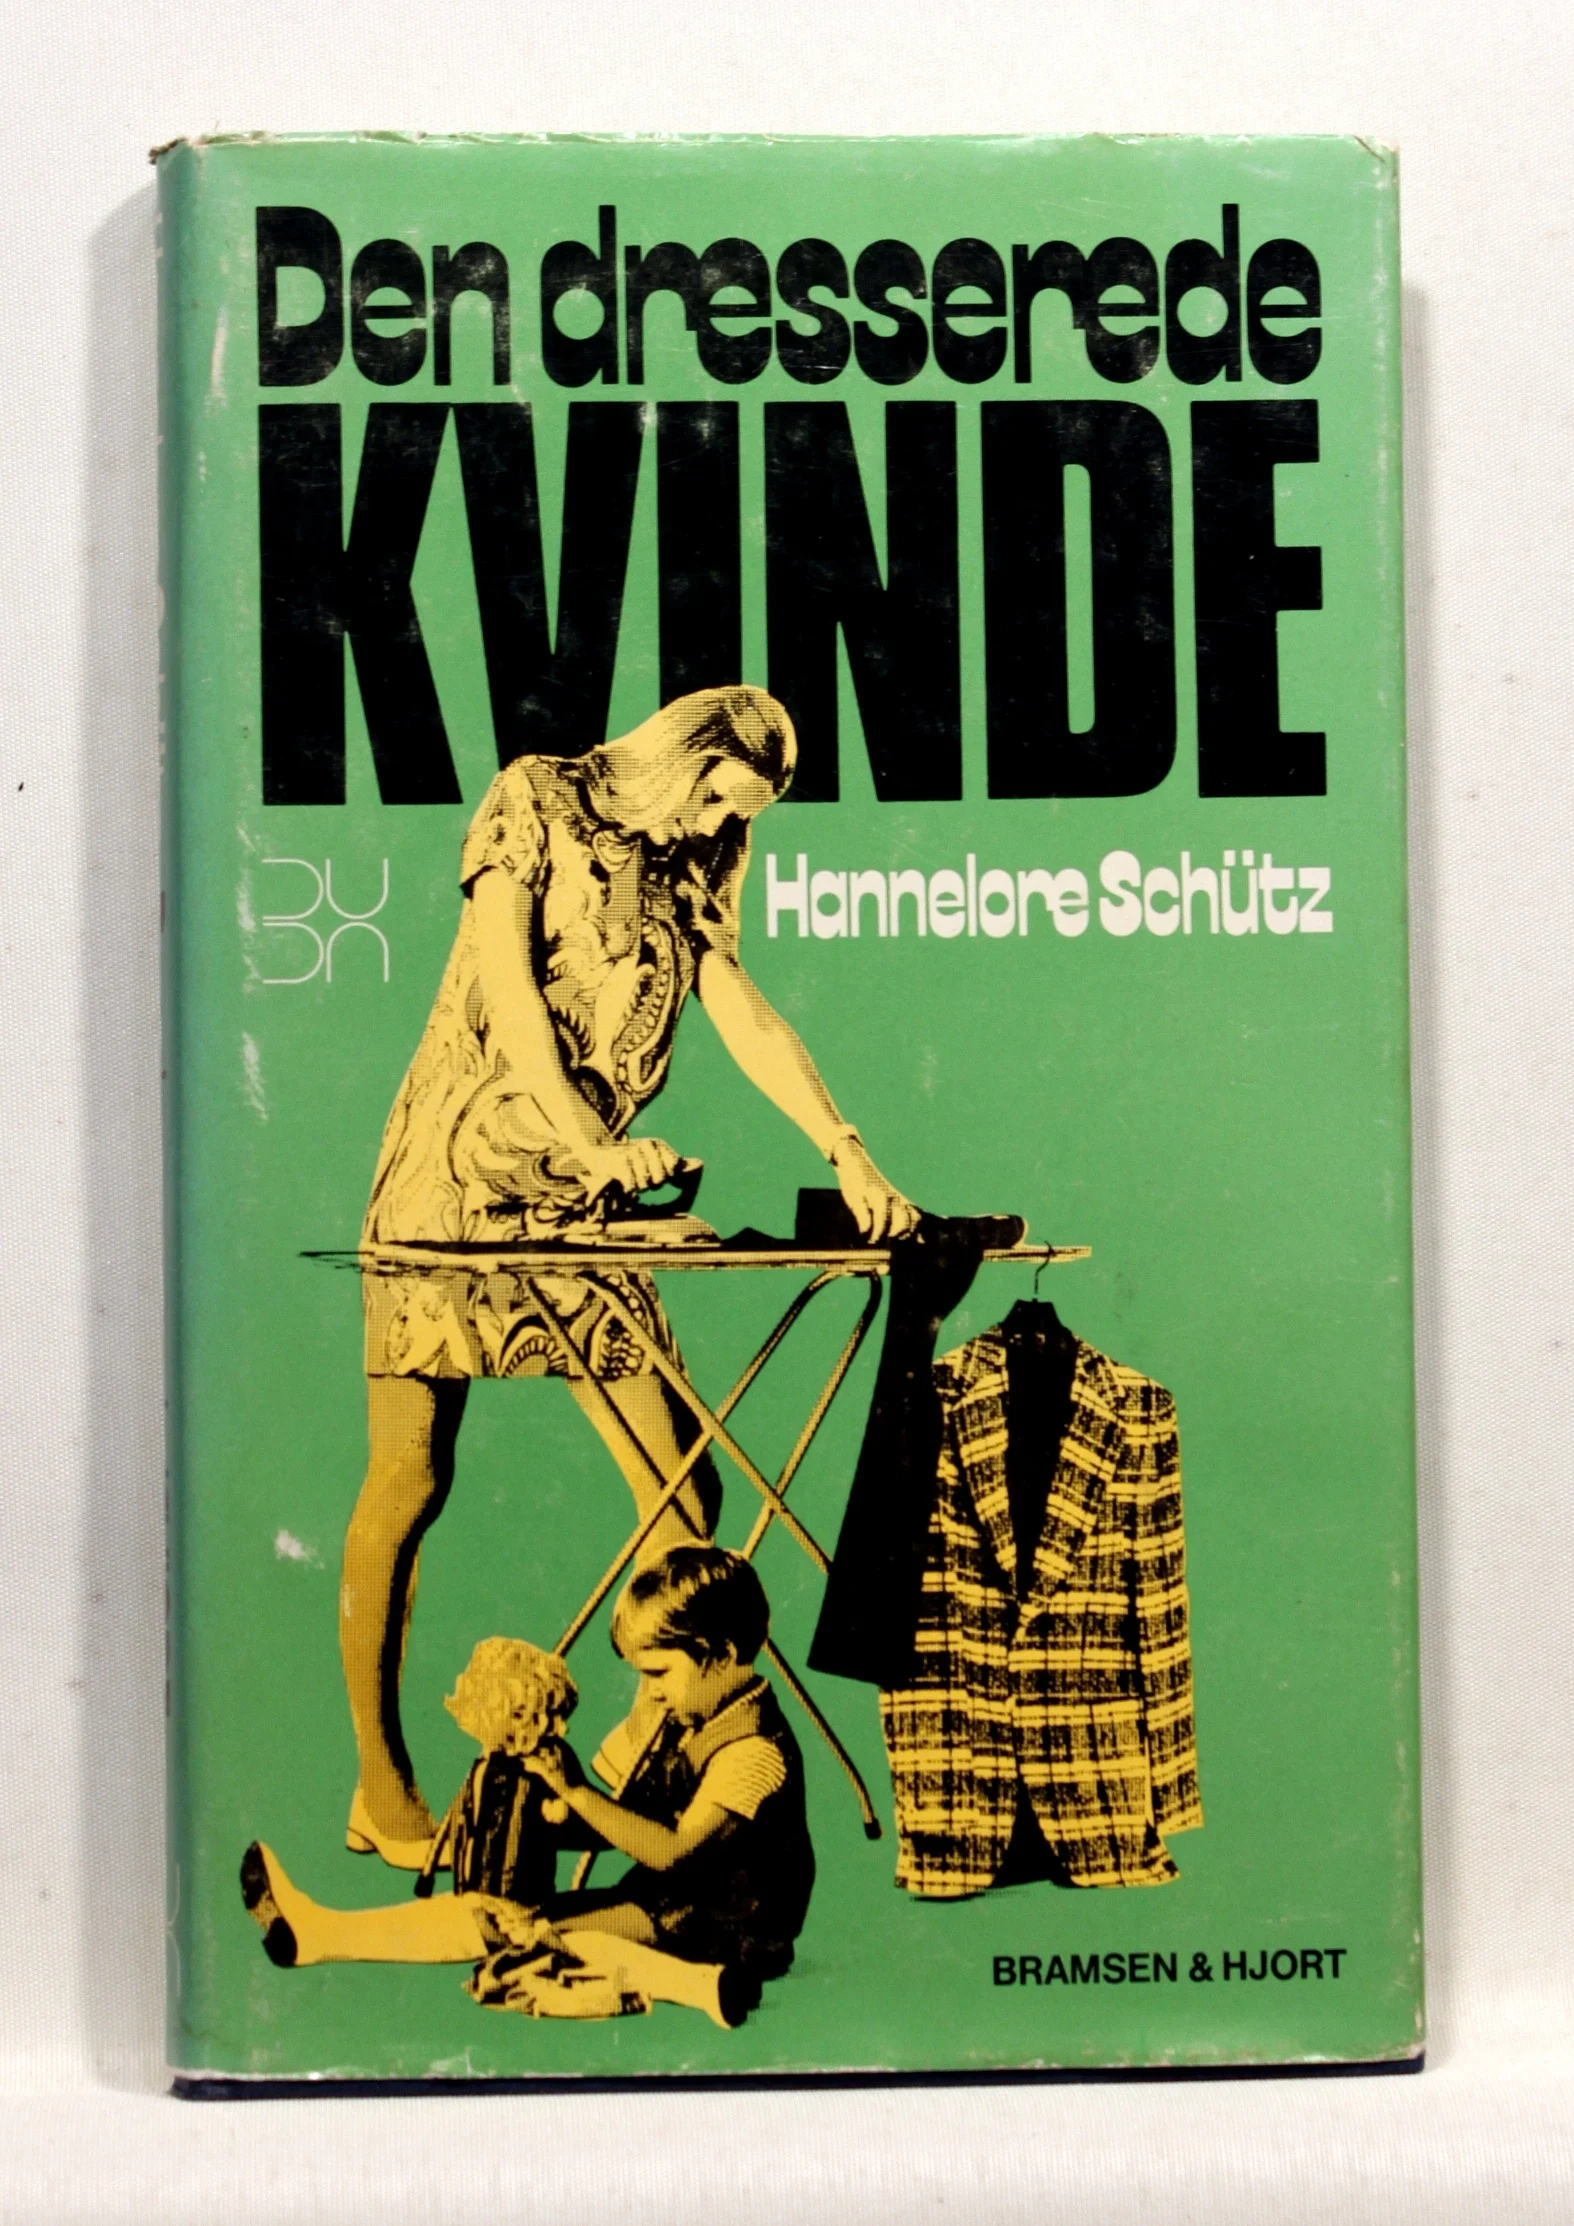 Den dresserede
KVINDE
Hannelore Schütz
BRAMSEN & HJORT